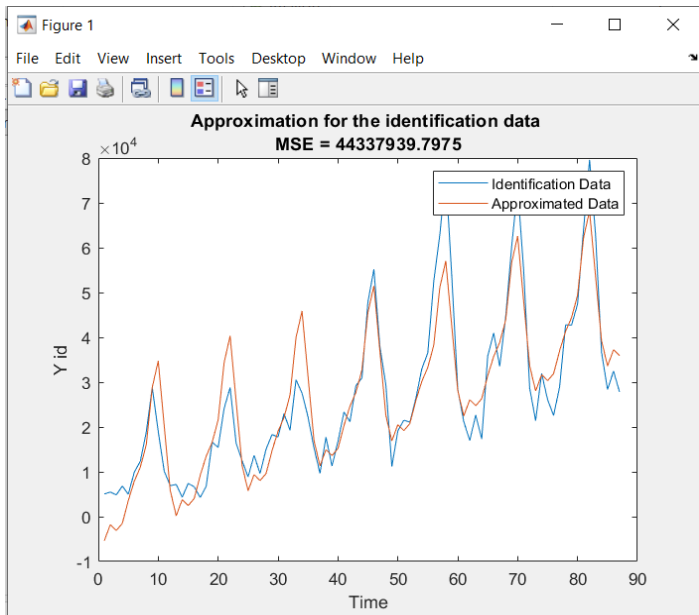 Figure 1
File Edit View Insert Tools Desktop Window Help
Approximation for the identification data
MSE = 44337939.7975
×10⁴
8
7
6
5
4
3
2
1
0
-1
Y id
Identification Data
Approximated Data
0 10 20 30 40 50 60 70 80 90
Time